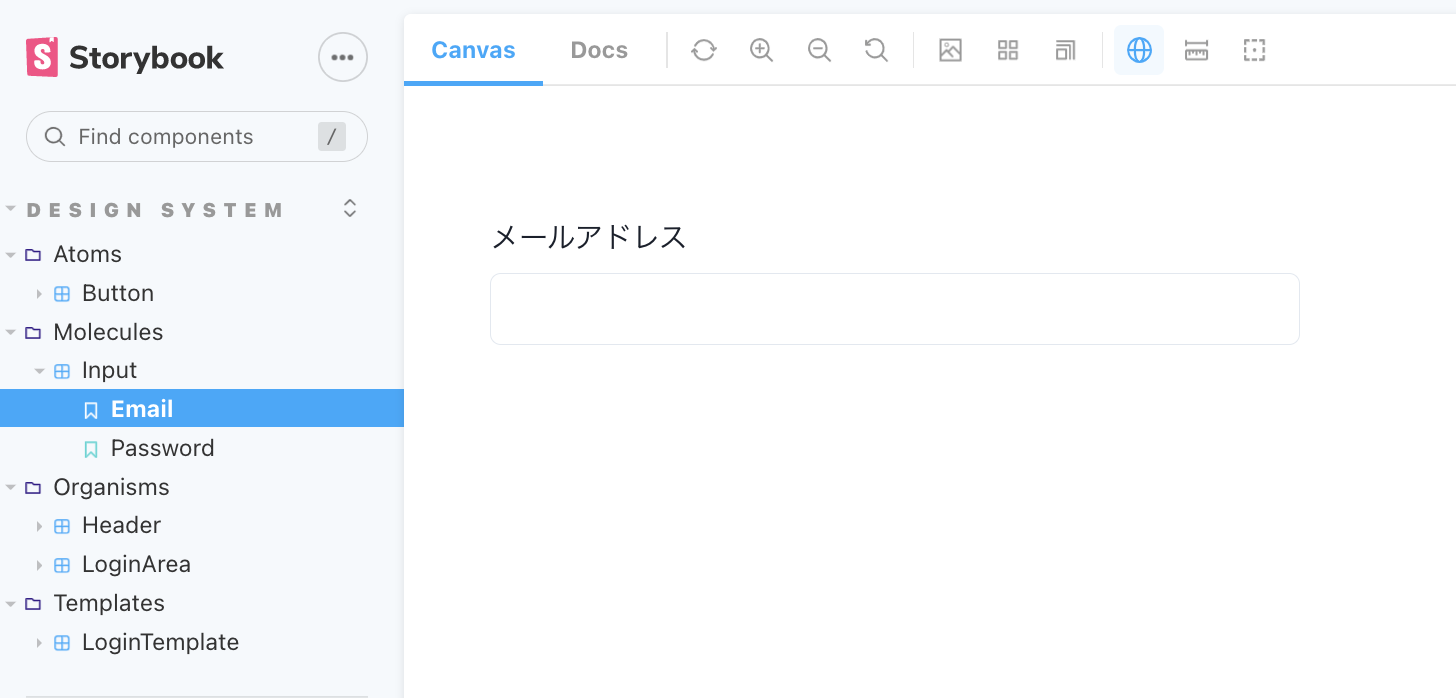 Storybook
Find components /
DESIGN SYSTEM
Atoms
Button
Molecules
Input
Email
Password
Organisms
Header
LoginArea
Templates
LoginTemplate
Canvas Docs
メールアドレス